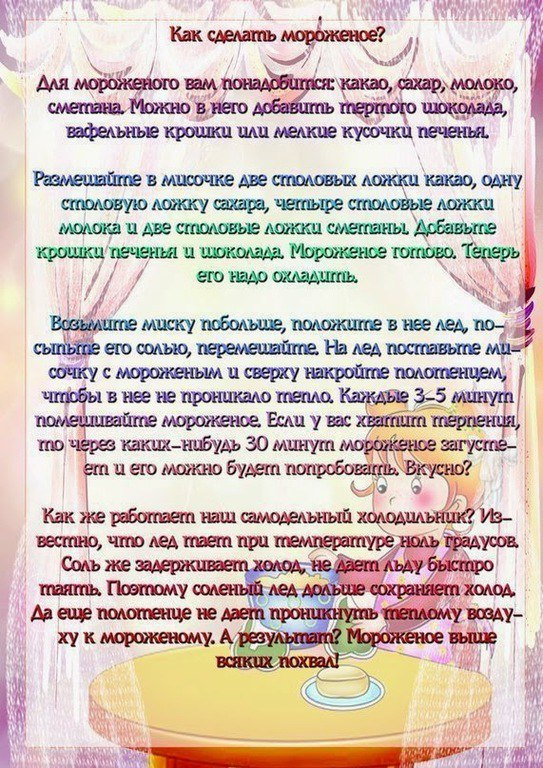 Как сделать мороженое?
Для мороженого вам понадобится: какао, сахар, молоко,
сметана. Можно в него добавить тертого шоколада,
вафельные крошки или мелкие кусочки печенья.
Размешайте в мисочке две столовых ложки какао, одну
столовую ложку сахара, четыре столовые ложки
молока и две столовые ложки сметаны. Добавьте
крошки печенья и шоколада. Мороженое готово. Теперь
его надо охладить.
Возьмите миску побольше, положите в нее лед, по-
сыпьте его солью, перемешайте. На лед поставьте ми-
сочку с мороженым и сверху накройте полотенцем,
чтобы в нее не проникало тепло. Каждые 3-5 минут
помешивайте мороженое. Если у вас хватит терпения,
то через каких-нибудь 30 минут мороженое загусте-
ет и его можно будет попробовать. Вкусно?
Как же работает наш самодельный холодильник? Из-
вестно, что лед тает при температуре ноль градусов.
Соль же задерживает холод, не дает льду быстро
таять. Поэтому соленый лед дольше сохраняет холод.
Да еще полотенце не дает проникнуть теплому возду-
ху к мороженому. А результат? Мороженое выше
всяких похвал!